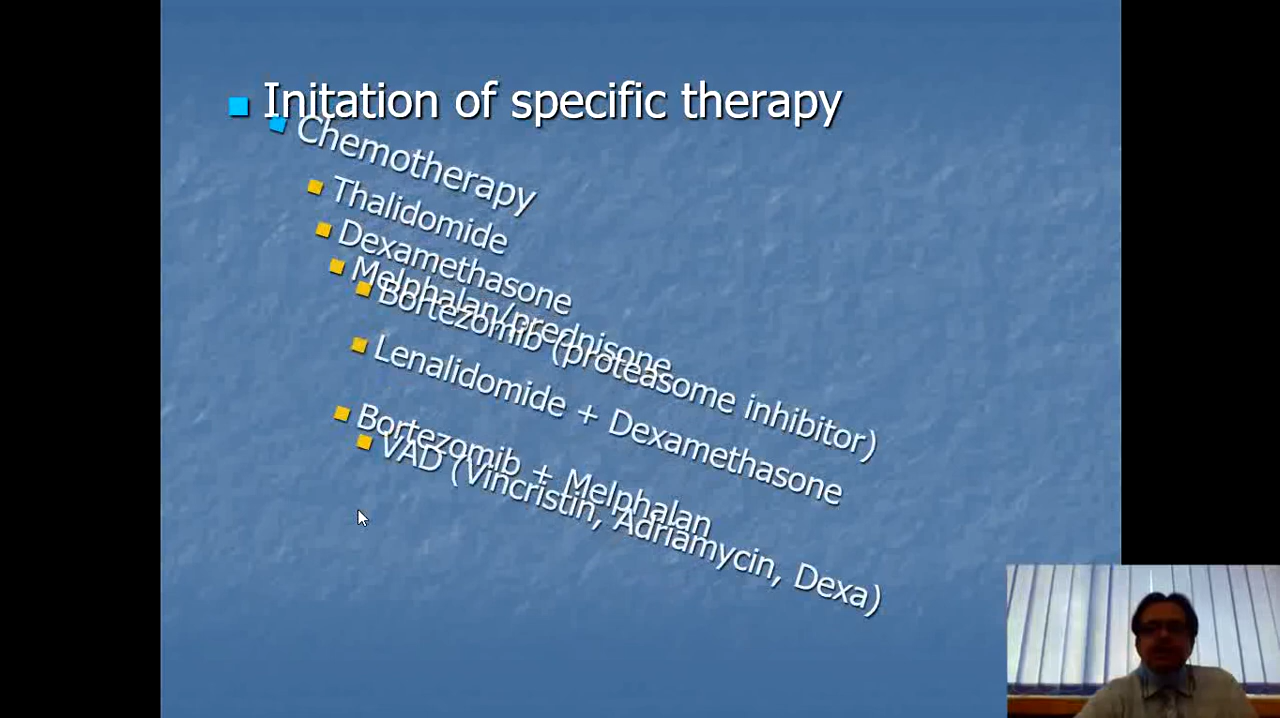 Initation of specific therapy
Chemotherapy
Thalidomide
Dexamethasone
Melphalan/prednisone
Bortezomib (proteasome inhibitor)
Lenalidomide + Dexamethasone
Bortezomib + Melphalan
VAD (Vincristin, Adriamycin, Dexa)